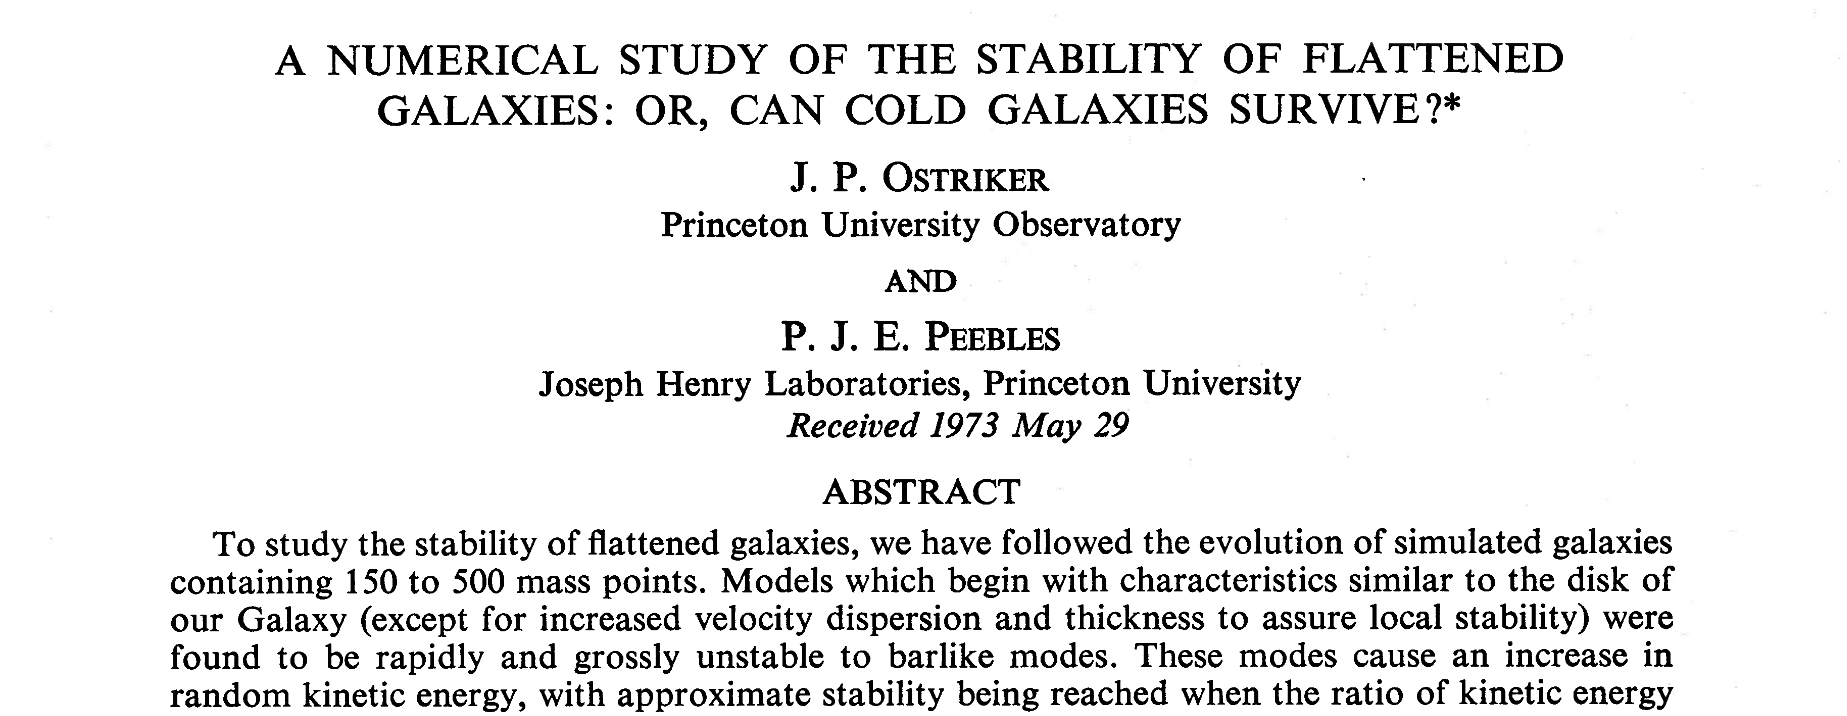 A NUMERICAL STUDY OF THE STABILITY OF FLATTENED
GALAXIES: OR, CAN COLD GALAXIES SURVIVE?*
J. P. OSTRIKER
Princeton University Observatory
AND
P. J. E. PEEBLES
Joseph Henry Laboratories, Princeton University
Received 1973 May 29
ABSTRACT
To study the stability of flattened galaxies, we have followed the evolution of simulated galaxies
containing 150 to 500 mass points. Models which begin with characteristics similar to the disk of
our Galaxy (except for increased velocity dispersion and thickness to assure local stability) were
found to be rapidly and grossly unstable to barlike modes. These modes cause an increase in
random kinetic energy, with approximate stability being reached when the ratio of kinetic energy